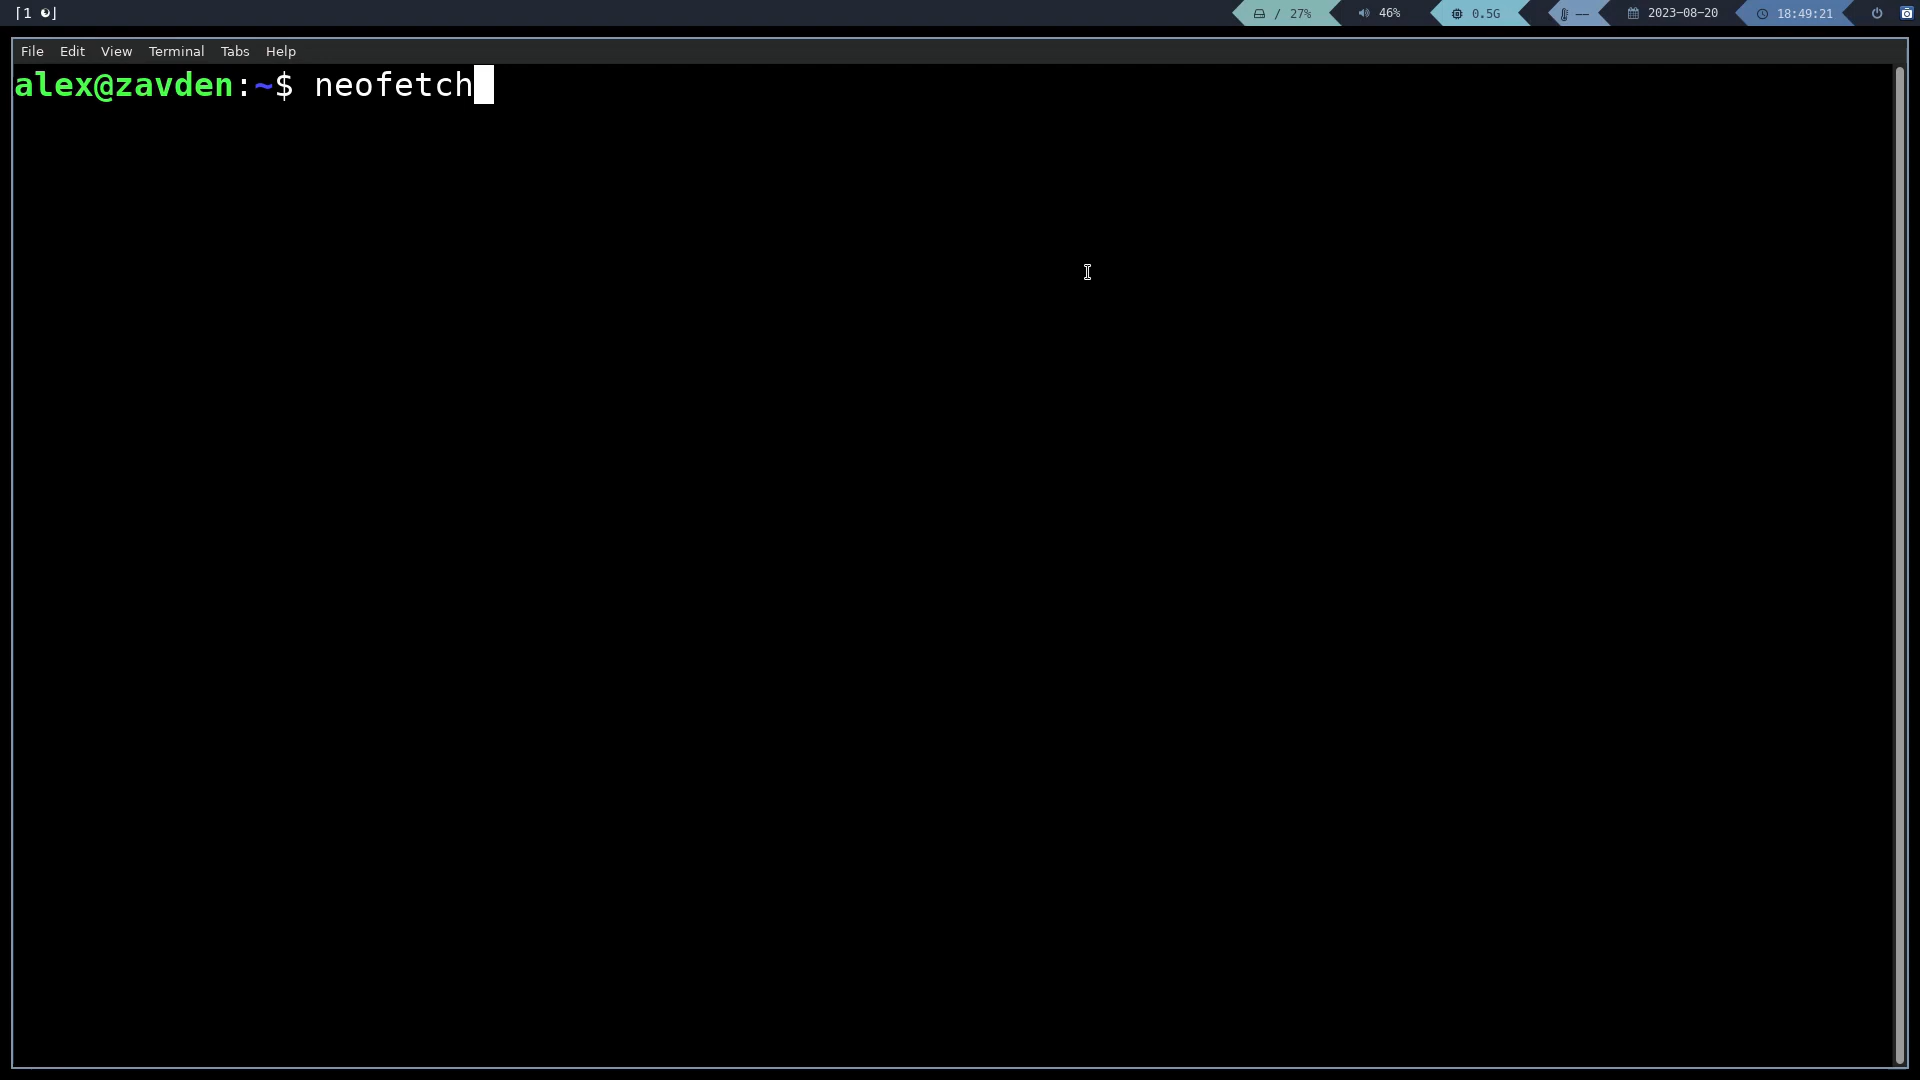 [1 ]
/ 27%
46%
0.5G
——
2023-08-20
18:49:21
File Edit View Terminal Tabs Help
alex@zavden:~$ neofetch